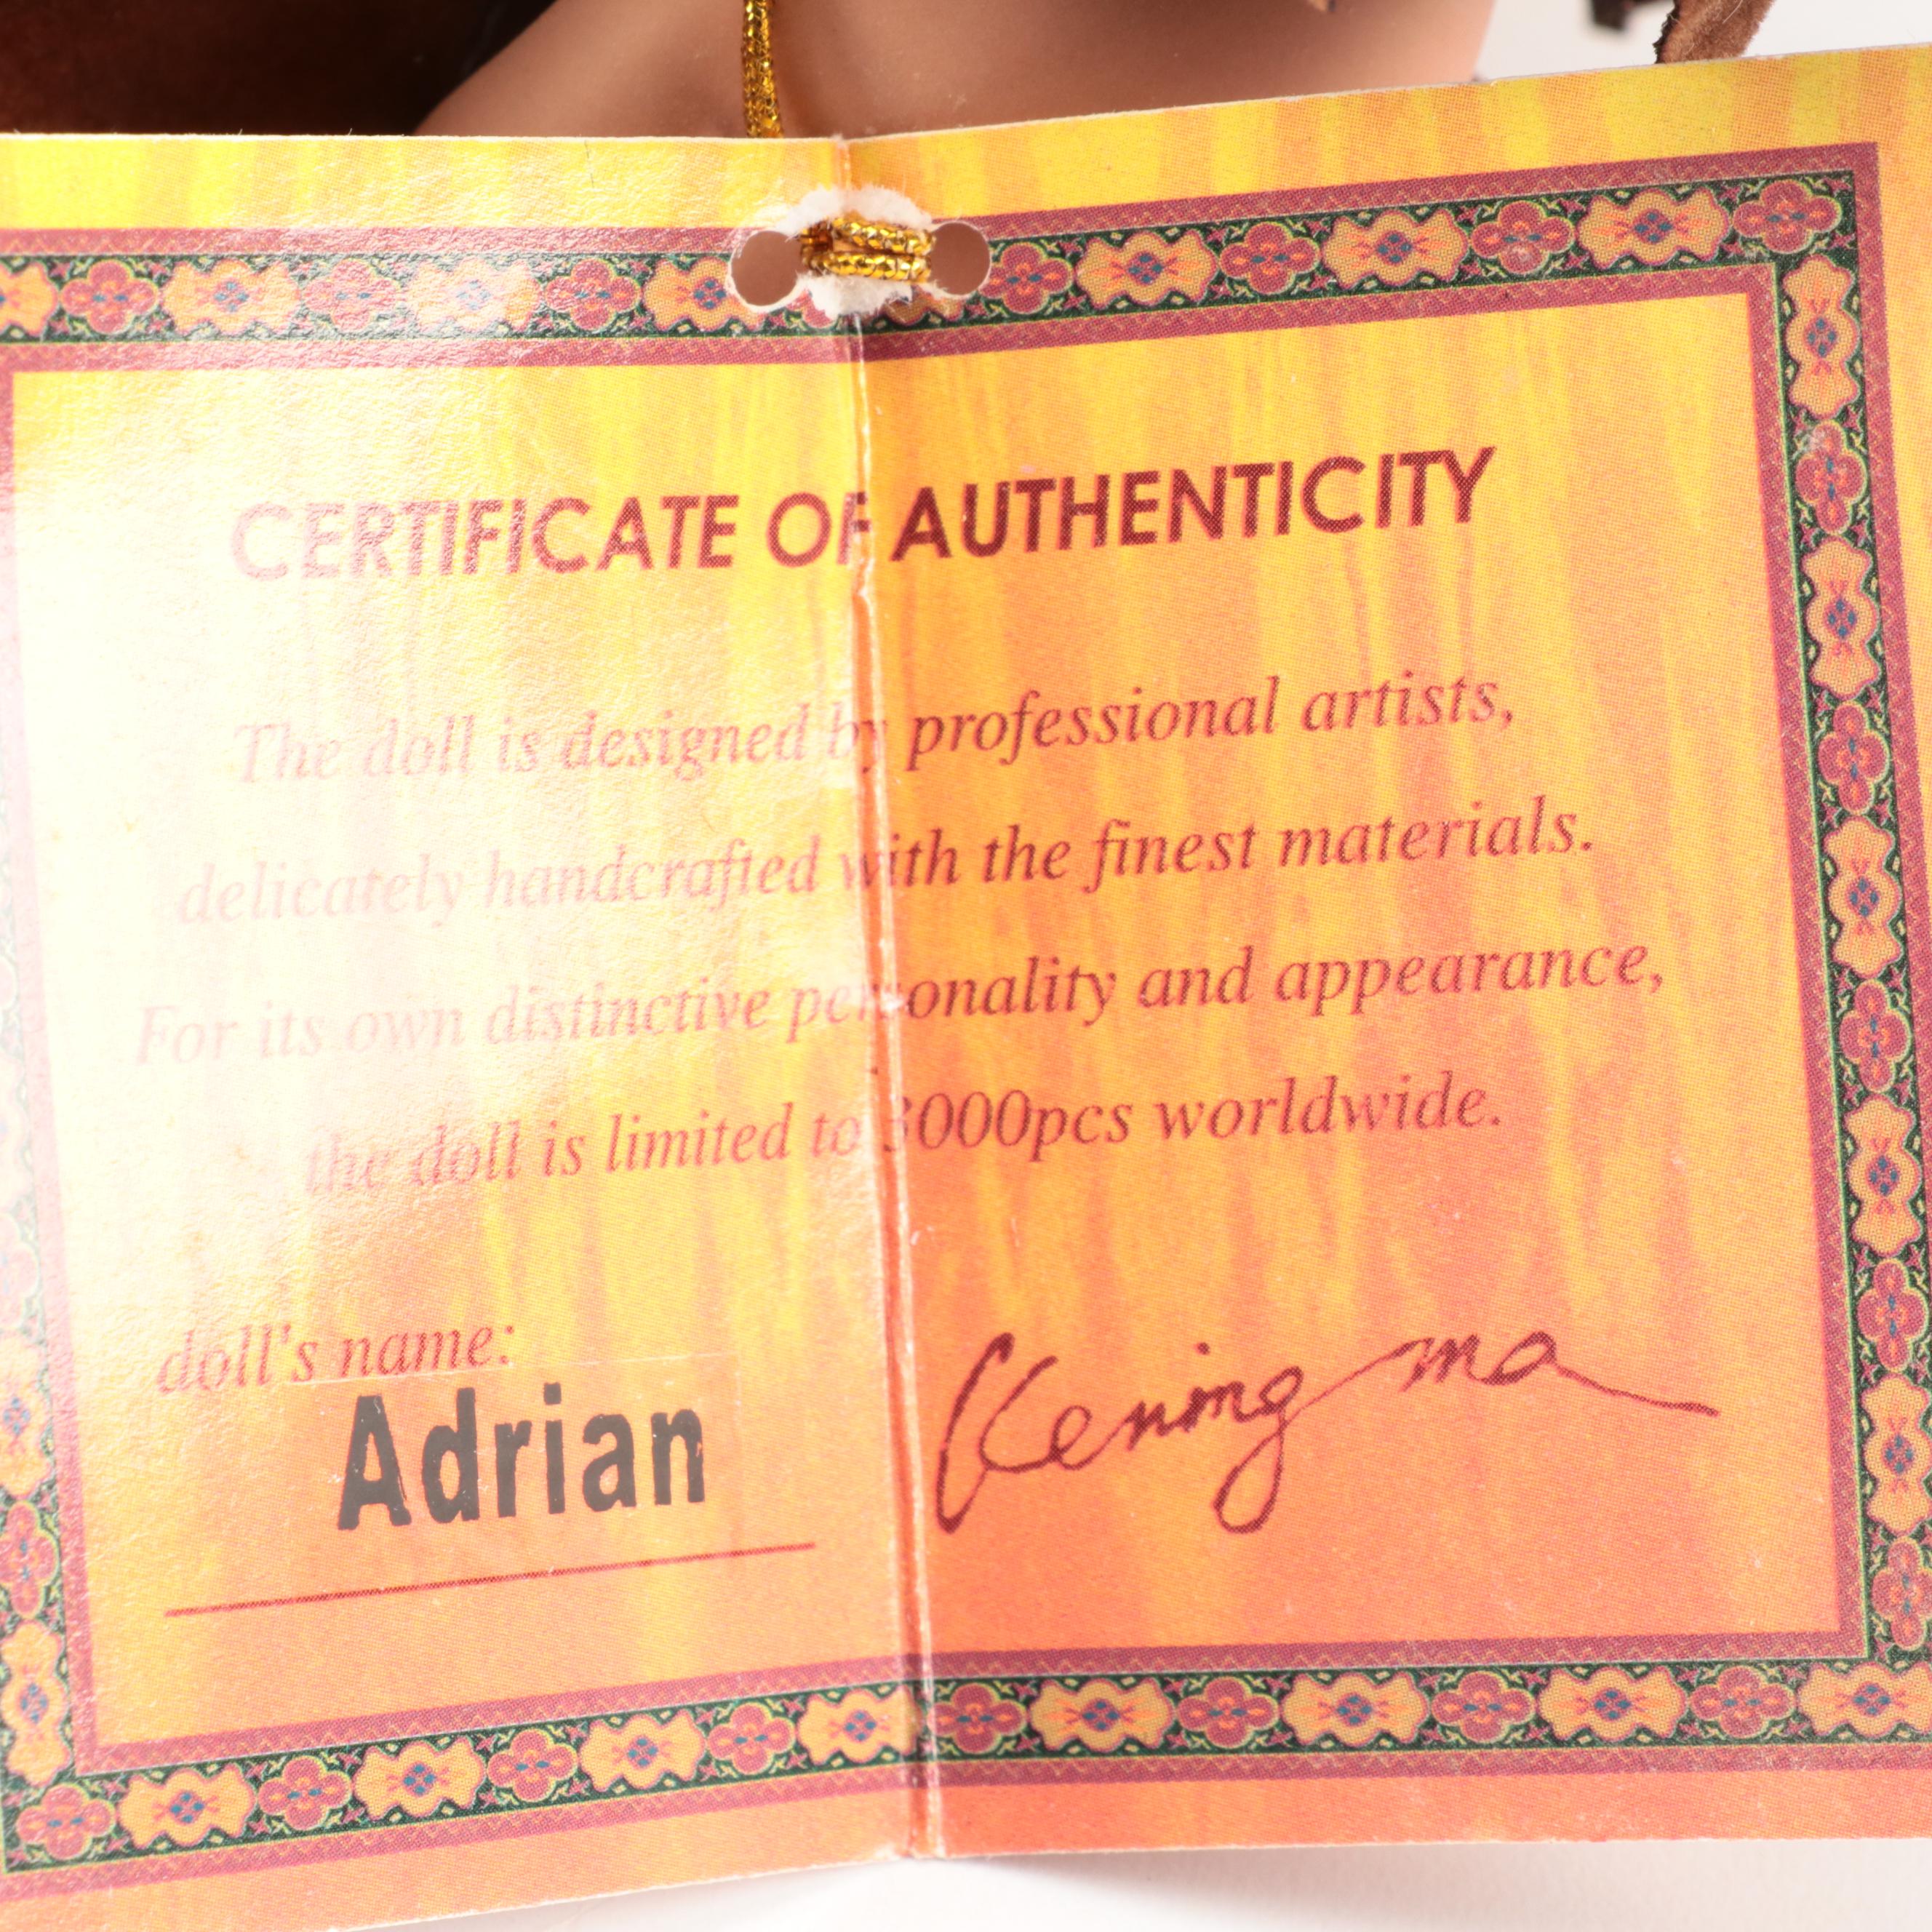 CERTIFICATE OF AUTHENTICITY
The doll is designed by professional artists,
delicately handcrafted with the finest materials.
For its own distinctive personality and appearance,
the doll is limited to 3000pcs worldwide.
doll's name:
Adrian